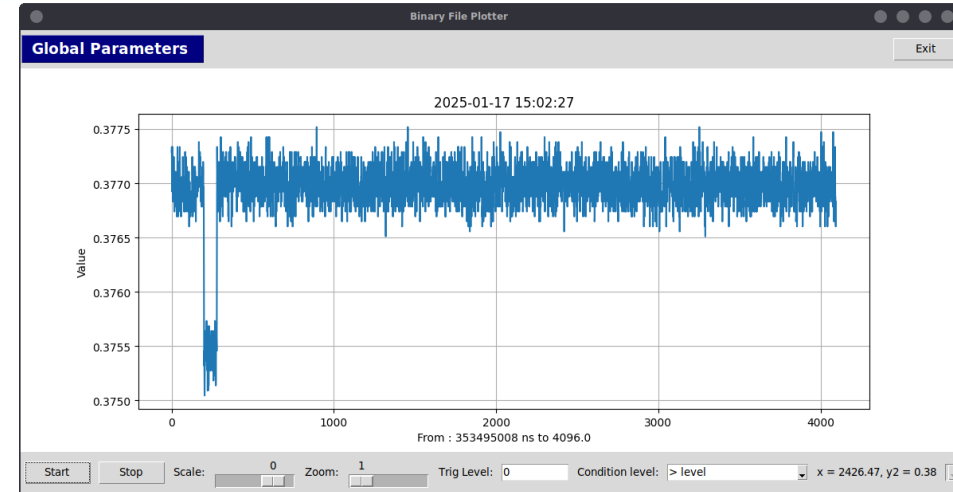 Binary File Plotter
Global Parameters
Exit
2025-01-17 15:02:27
0.3775
0.3770
0.3765
0.3760
0.3755
0.3750
Value
0 1000 2000 3000 4000
From : 353495008 ns to 4096.0
Start Stop Scale: 0 Zoom: 1 Trig Level: 0 Condition level: > level x = 2426.47, y2 = 0.38